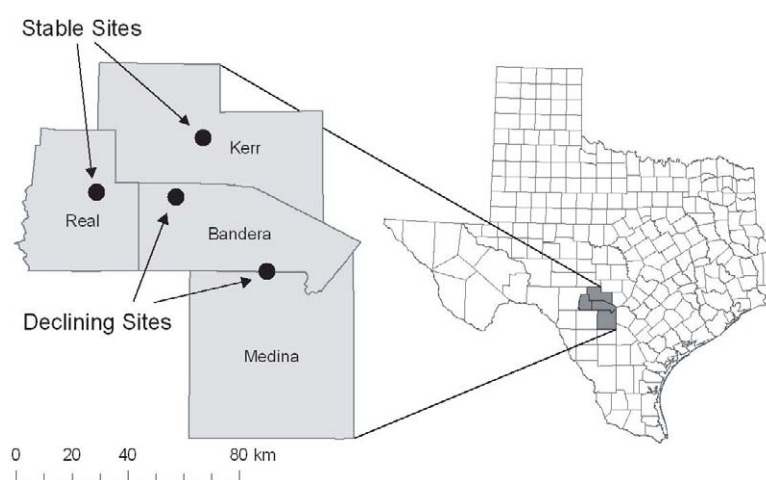 Stable Sites
Kerr
Real
Bandera
Declining Sites
Medina
0 20 40 80 km